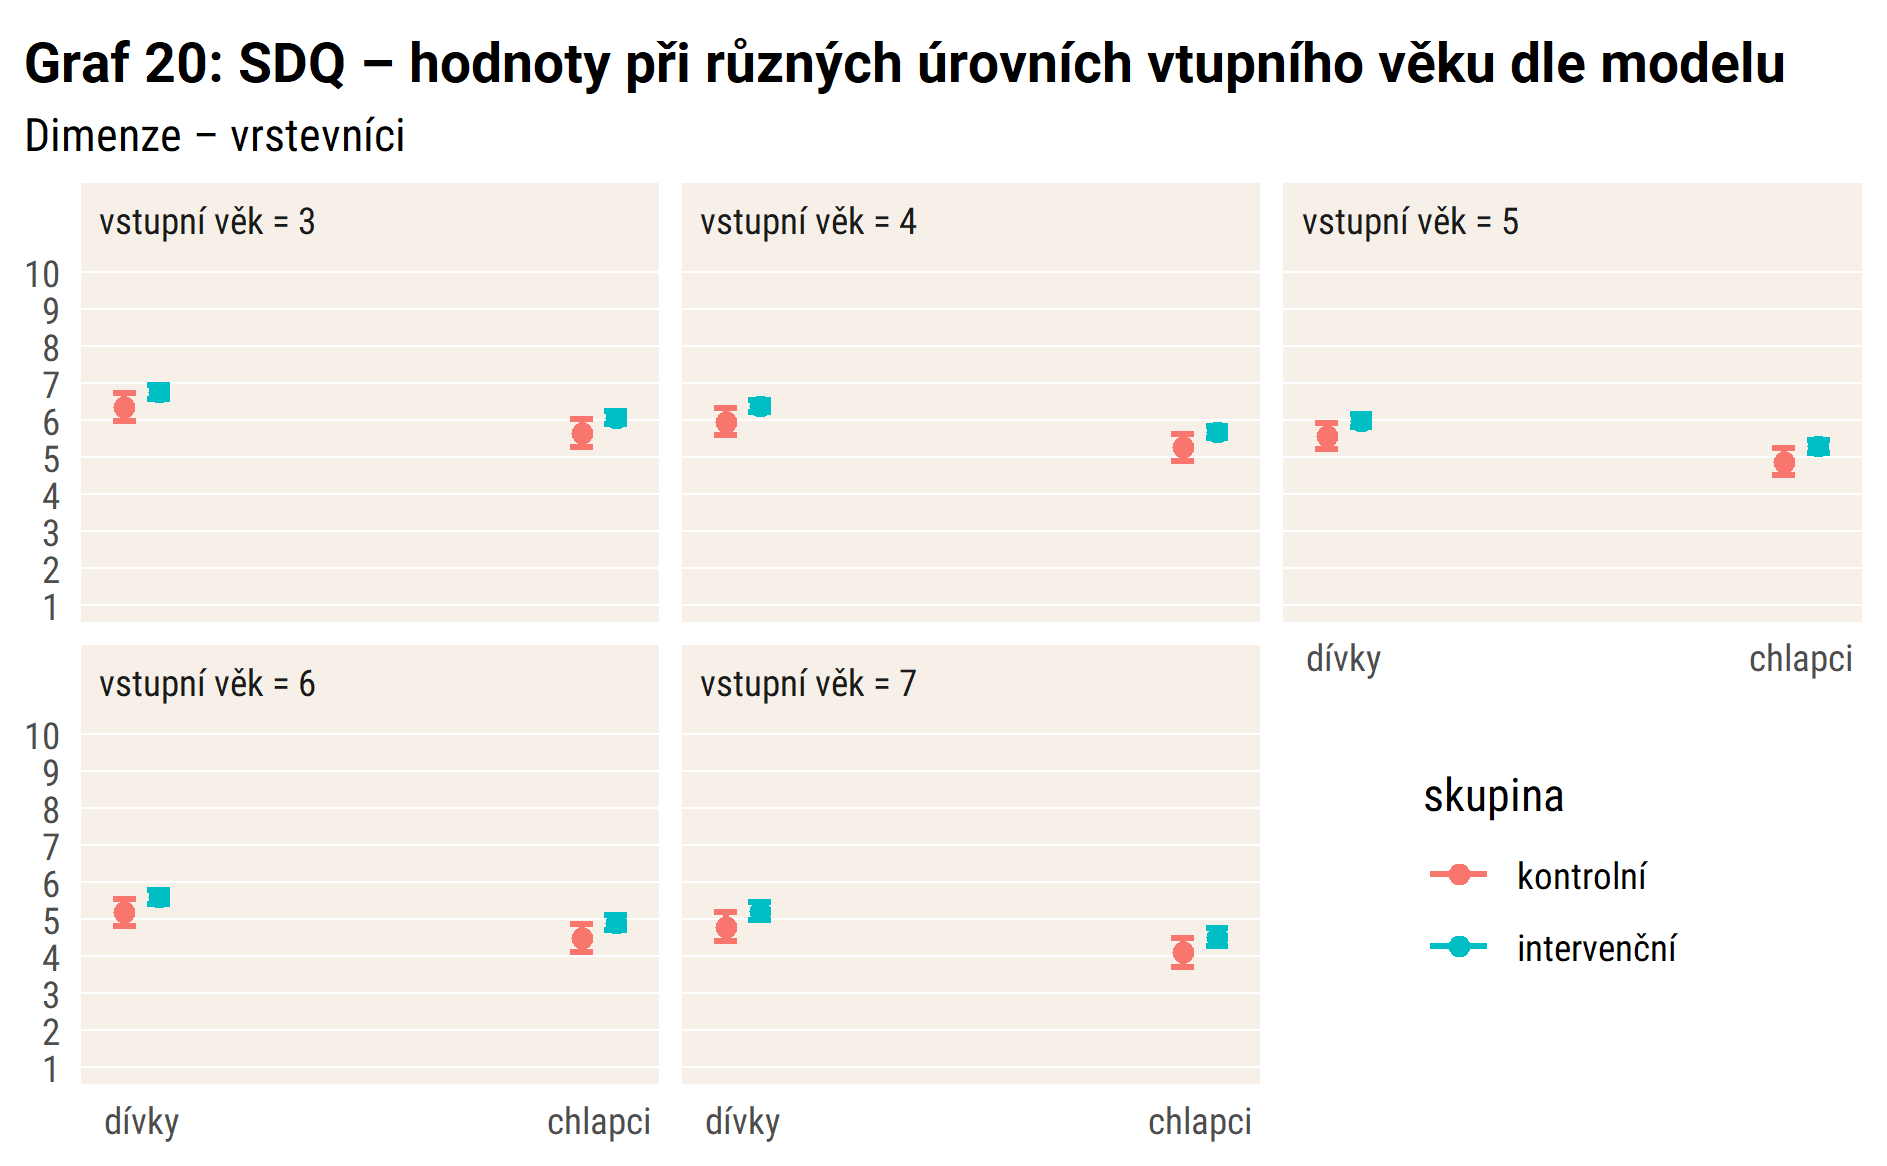 Graf 20: SDQ – hodnoty při různých úrovních vtupního věku dle modelu
Dimenze – vrstevníci
vstupní věk = 3
vstupní věk = 4
vstupní věk = 5
10
9
8
7
6
5
4
3
2
1
dívky
chlapci
vstupní věk = 6
vstupní věk = 7
10
9
8
7
6
5
4
3
2
1
dívky
chlapci
dívky
chlapci
skupina
kontrolní
intervenční